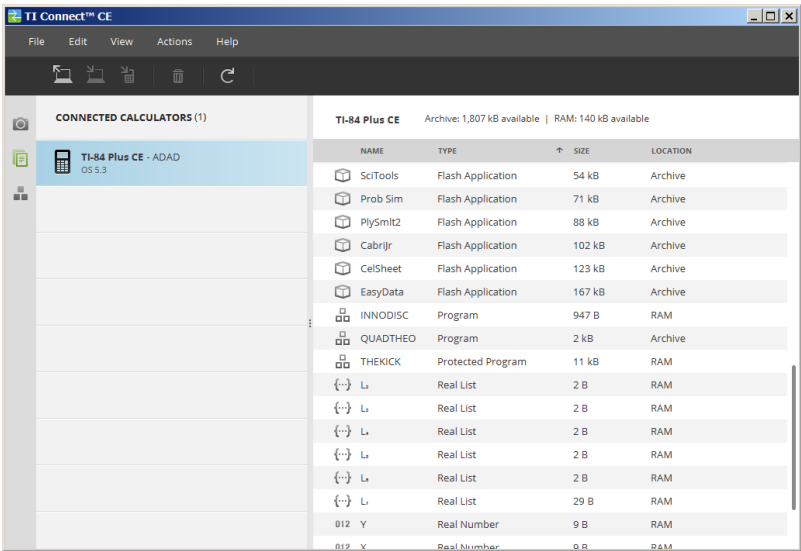 TI Connect™ CE
File Edit View Actions Help
CONNECTED CALCULATORS (1)
TI-84 Plus CE - ADAD
OS 5.3
TI-84 Plus CE Archive: 1,807 kB available | RAM: 140 kB available
NAME TYPE SIZE LOCATION
SciTools Flash Application 54 kB Archive
Prob Sim Flash Application 71 kB Archive
PlySmlt2 Flash Application 88 kB Archive
CabriJr Flash Application 102 kB Archive
CelSheet Flash Application 123 kB Archive
EasyData Flash Application 167 kB Archive
INNODISC Program 947 B RAM
QUADTHEO Program 2 kB Archive
THEKICK Protected Program 11 kB RAM
L Real List 2 B RAM
L Real List 2 B RAM
L Real List 2 B RAM
L Real List 2 B RAM
L Real List 2 B RAM
L Real List 29 B RAM
012 Y Real Number 9 B RAM
012 X Real Number 9 B RAM